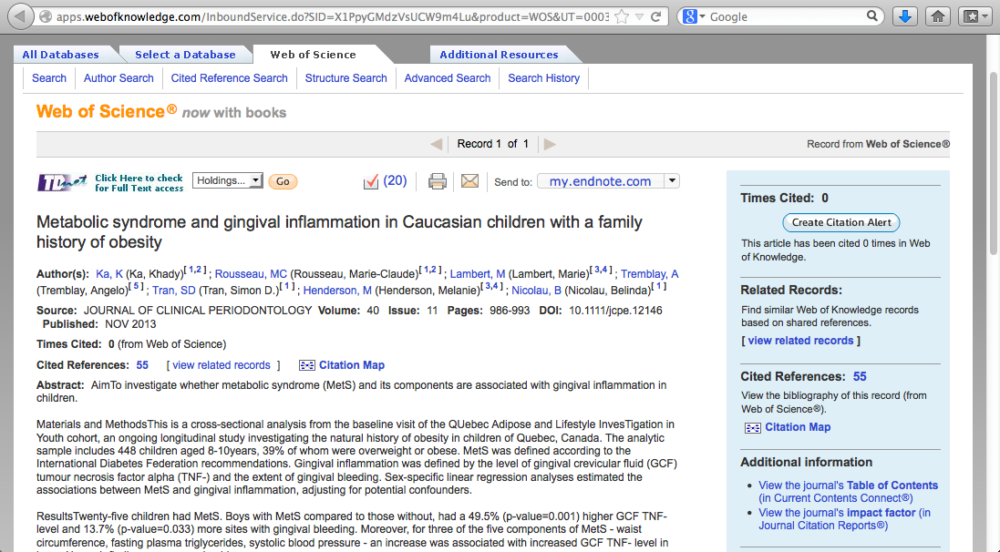 apps.webofknowledge.com/InboundService.do?SID=X1PpyGMdzVsUCW9m4Lu&product=WOS&UT=0003
Google
All Databases Select a Database Web of Science Additional Resources
Search Author Search Cited Reference Search Structure Search Advanced Search Search History
Web of Science® now with books
Record 1 of 1
Record from Web of Science®
Click Here to check
for Full Text access
Holdings... Go
(20)
Send to: my.endnote.com
Metabolic syndrome and gingival inflammation in Caucasian children with a family
history of obesity
Author(s): Ka, K (Ka, Khady)[ 1,2 ] ; Rousseau, MC (Rousseau, Marie-Claude)[ 1,2 ] ; Lambert, M (Lambert, Marie)[ 3,4 ] ; Tremblay, A
(Tremblay, Angelo)[ 5 ] ; Tran, SD (Tran, Simon D.)[ 1 ] ; Henderson, M (Henderson, Melanie)[ 3,4 ] ; Nicolau, B (Nicolau, Belinda)[ 1 ]
Source: JOURNAL OF CLINICAL PERIODONTOLOGY Volume: 40 Issue: 11 Pages: 986-993 DOI: 10.1111/jcpe.12146
Published: NOV 2013
Times Cited: 0 (from Web of Science)
Cited References: 55 [ view related records ] Citation Map
Abstract: AimTo investigate whether metabolic syndrome (MetS) and its components are associated with gingival inflammation in
children.
Materials and MethodsThis is a cross-sectional analysis from the baseline visit of the QUebec Adipose and Lifestyle InvesTigation in
Youth cohort, an ongoing longitudinal study investigating the natural history of obesity in children of Quebec, Canada. The analytic
sample includes 448 children aged 8-10years, 39% of whom were overweight or obese. MetS was defined according to the
International Diabetes Federation recommendations. Gingival inflammation was defined by the level of gingival crevicular fluid (GCF)
tumour necrosis factor alpha (TNF-) and the extent of gingival bleeding. Sex-specific linear regression analyses estimated the
associations between MetS and gingival inflammation, adjusting for potential confounders.
ResultsTwenty-five children had MetS. Boys with MetS compared to those without, had a 49.5% (p-value=0.001) higher GCF TNF-
level and 13.7% (p-value=0.033) more sites with gingival bleeding. Moreover, for three of the five components of MetS - waist
circumference, fasting plasma triglycerides, systolic blood pressure - an increase was associated with increased GCF TNF- level in
Times Cited: 0
Create Citation Alert
This article has been cited 0 times in Web
of Knowledge.
Related Records:
Find similar Web of Knowledge records
based on shared references.
[ view related records ]
Cited References: 55
View the bibliography of this record (from
Web of Science®).
Citation Map
Additional information
View the journal's Table of Contents
(in Current Contents Connect®)
View the journal's impact factor (in
Journal Citation Reports®)